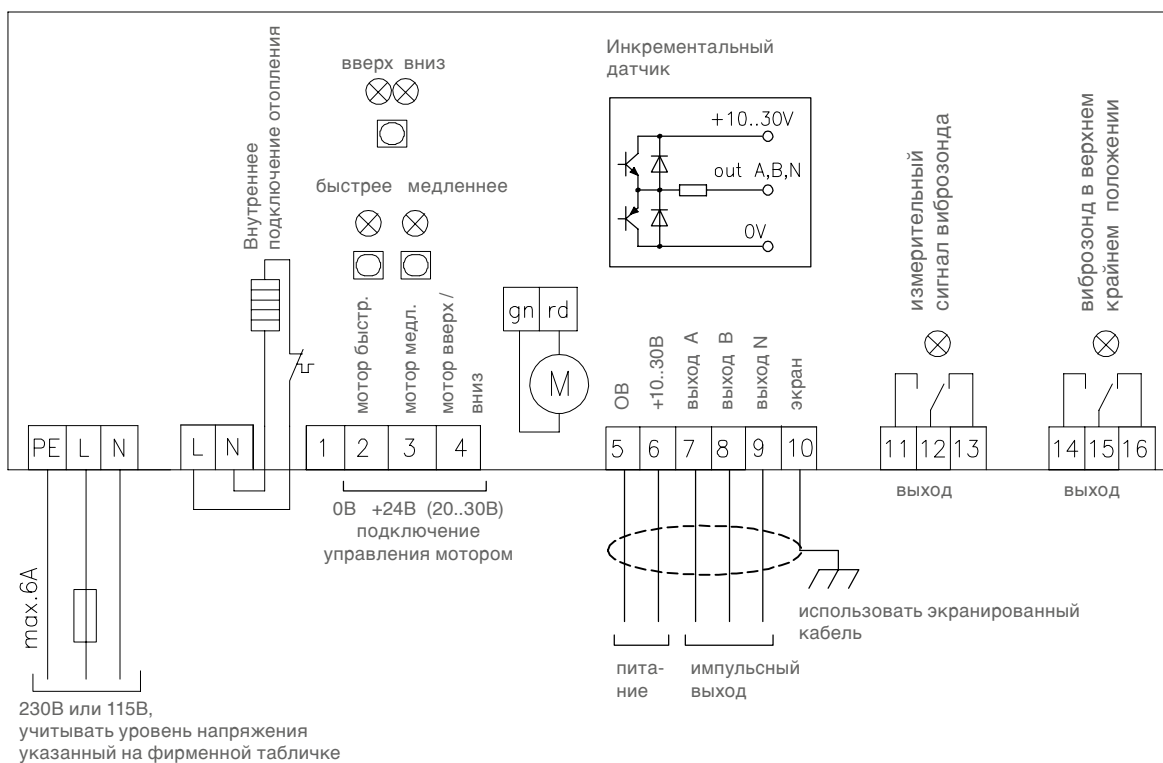 вверх вниз
быстрее медленнее
Внутреннее
подключение отопления
мотор быстр.
мотор медл.
мотор вверх /
вниз
gn rd
M
Инкрементальный
датчик
+10..30V
out A,B,N
0V
измерительный
сигнал виброзонда
виброзонд в верхнем
крайнем положении
ОВ
+10..30В
выход A
выход B
выход N
экран
PE L N
L N
1 2 3 4
5 6 7 8 9 10
11 12 13
14 15 16
выход
выход
0В +24В (20..30В)
подключение
управления мотором
max.6A
использовать экранированный
кабель
пита-
ние
импульсный
выход
230В или 115В,
учитывать уровень напряжения
указанный на фирменной табличке